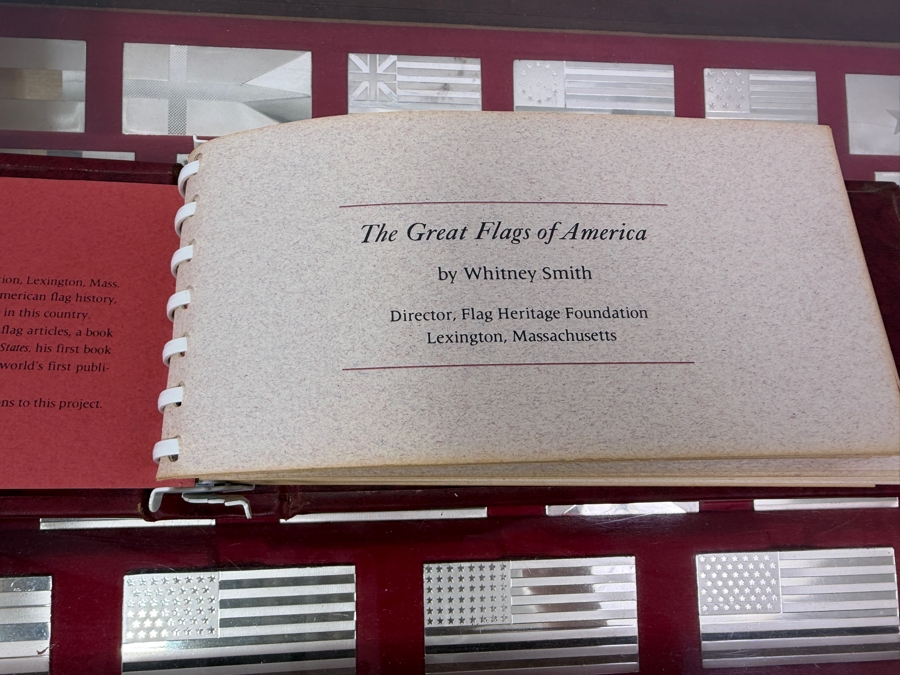 ion, Lexington, Mass.
merican flag history,
in this country.
flag articles, a book
States, his first book
world's first publi-
ns to this project.
The Great Flags of America
by Whitney Smith
Director, Flag Heritage Foundation
Lexington, Massachusetts